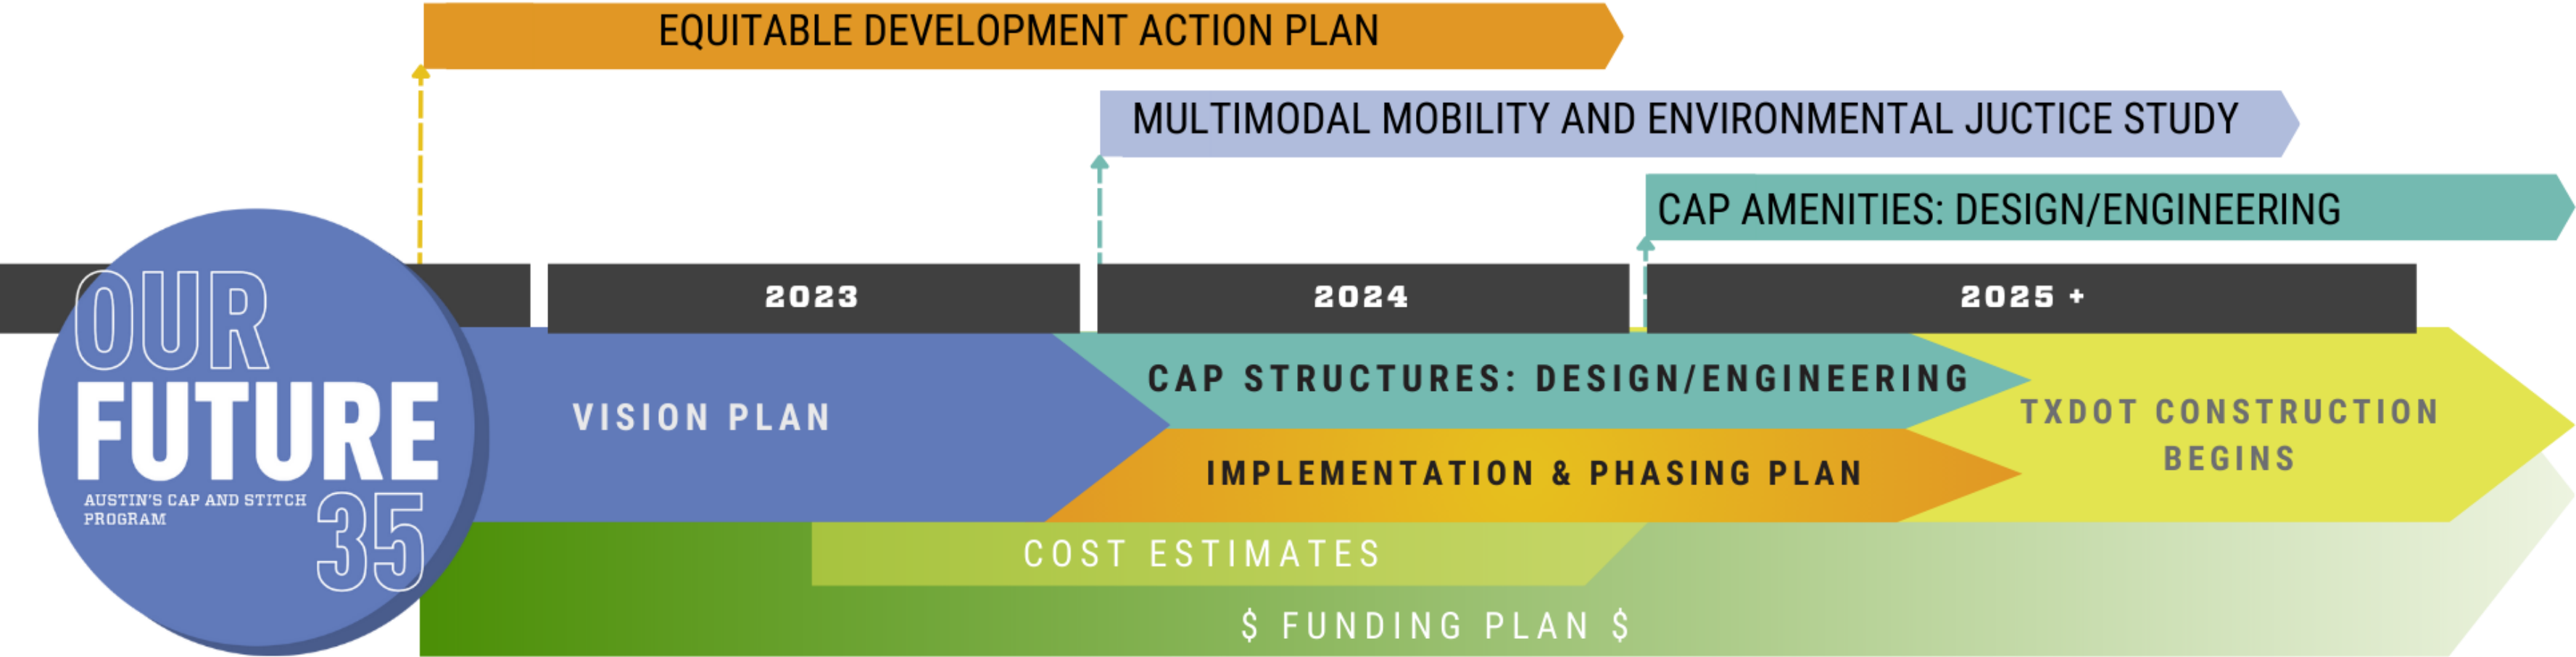 EQUITABLE DEVELOPMENT ACTION PLAN
MULTIMODAL MOBILITY AND ENVIRONMENTAL JUCTICE STUDY
CAP AMENITIES: DESIGN/ENGINEERING
2023
2024
2025 +
OUR
FUTURE
AUSTIN'S CAP AND STITCH
PROGRAM
35
VISION PLAN
CAP STRUCTURES: DESIGN/ENGINEERING
IMPLEMENTATION & PHASING PLAN
TXDOT CONSTRUCTION
BEGINS
COST ESTIMATES
$ FUNDING PLAN $